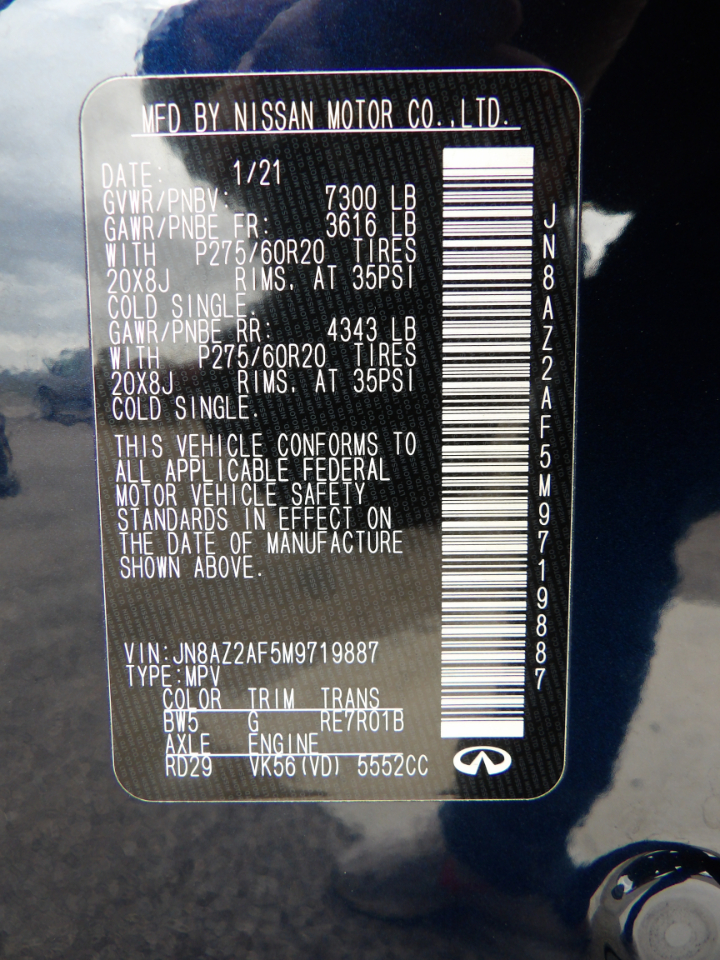 MFD BY NISSAN MOTOR CO.,LTD.
DATE: 1/21
GVWR/PNBV: 7300 LB
GAWR/PNBE FR: 3616 LB
WITH P275/60R20 TIRES
20X8J RIMS, AT 35PSI
COLD SINGLE.
GAWR/PNBE RR: 4343 LB
WITH P275/60R20 TIRES
20X8J RIMS. AT 35PSI
COLD SINGLE.
THIS VEHICLE CONFORMS TO
ALL APPLICABLE FEDERAL
MOTOR VEHICLE SAFETY
STANDARDS IN EFFECT ON
THE DATE OF MANUFACTURE
SHOWN ABOVE.
VIN:JN8AZ2AF5M9719887
TYPE:MPV
COLOR TRIM TRANS
BW5 G RE7R01B
AXLE ENGINE
RD29 VK56(VD) 5552CC
JN8AZ2AF5M9719887